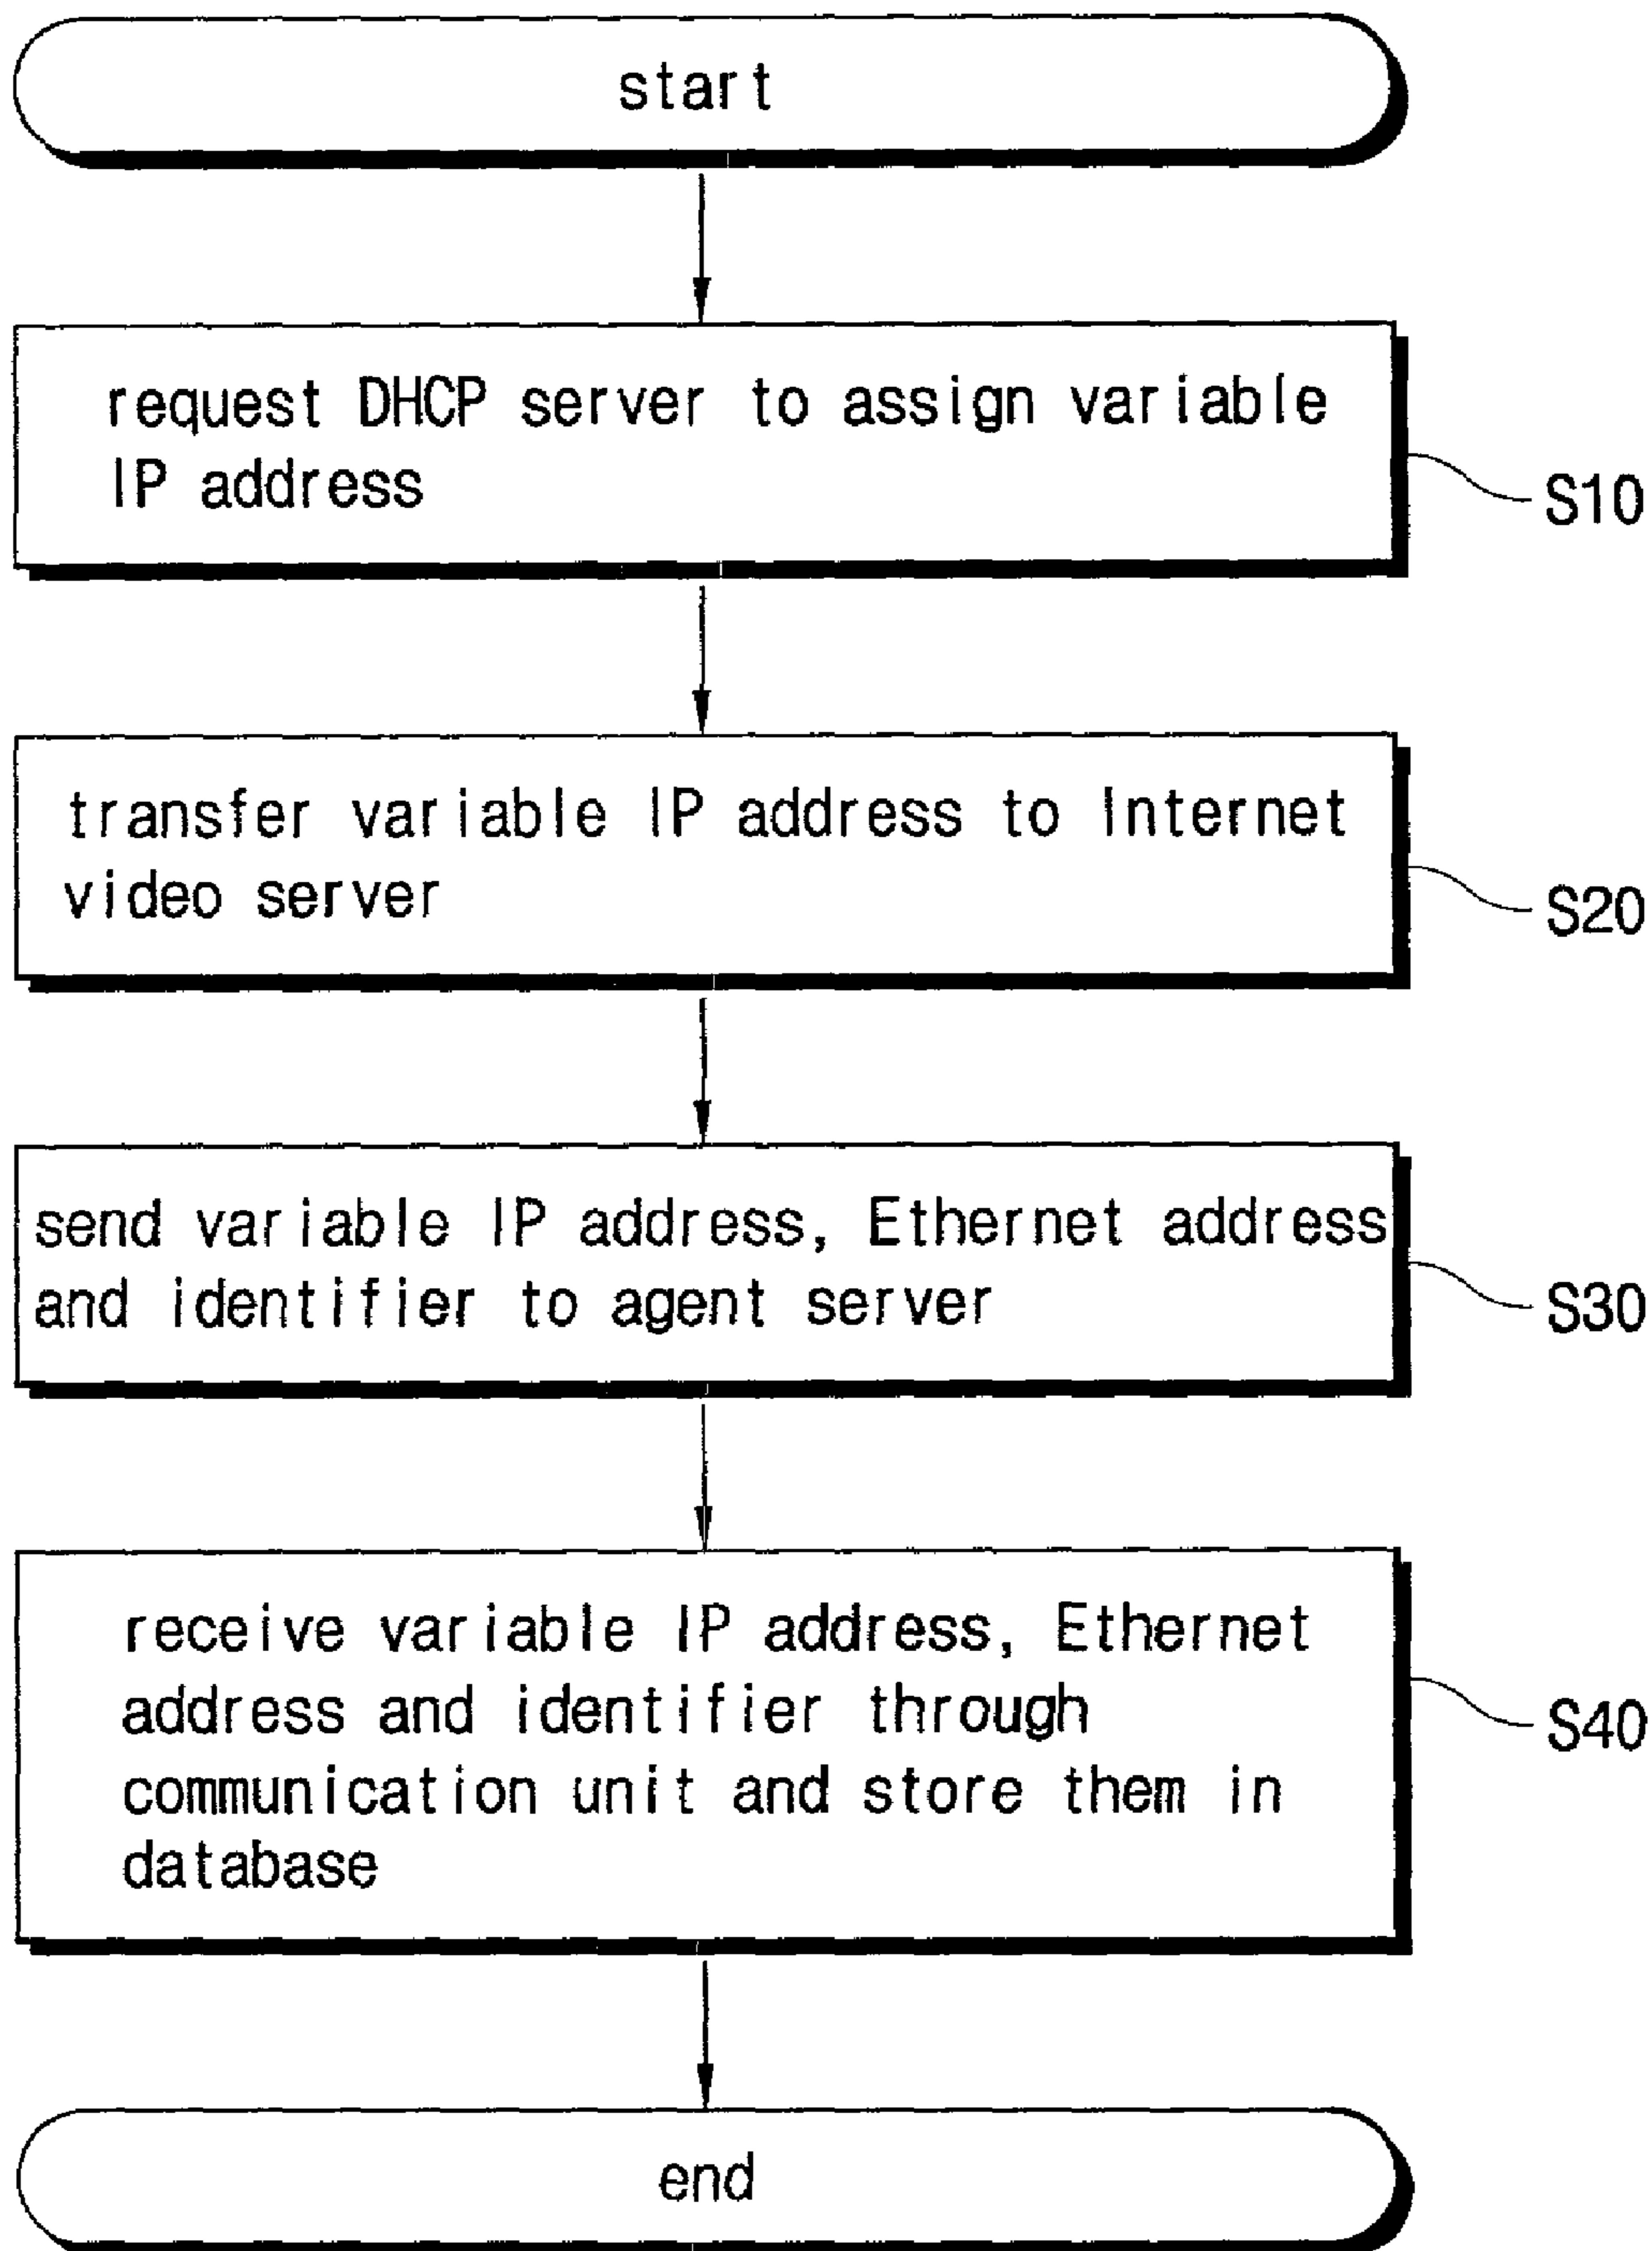 start
request DHCP server to assign variable
IP address
S10
transfer variable IP address to Internet
video server
S20
send variable IP address, Ethernet address
and identifier to agent server
S30
receive variable IP address, Ethernet
address and identifier through
communication unit and store them in
database
S40
end